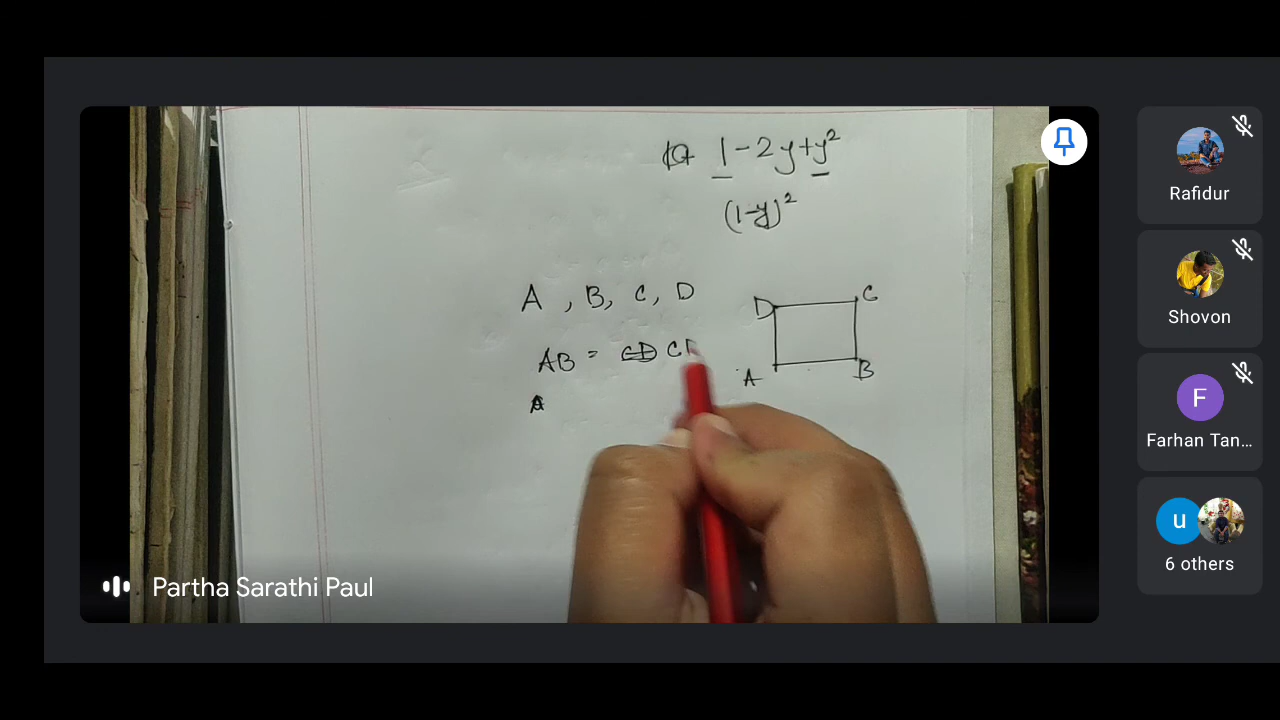 1 - 2y + y²
(1-y)²
A , B, C, D
D C
AB = CD
A B
A
Partha Sarathi Paul
Rafidur
Shovon
F
Farhan Tan...
u
6 others